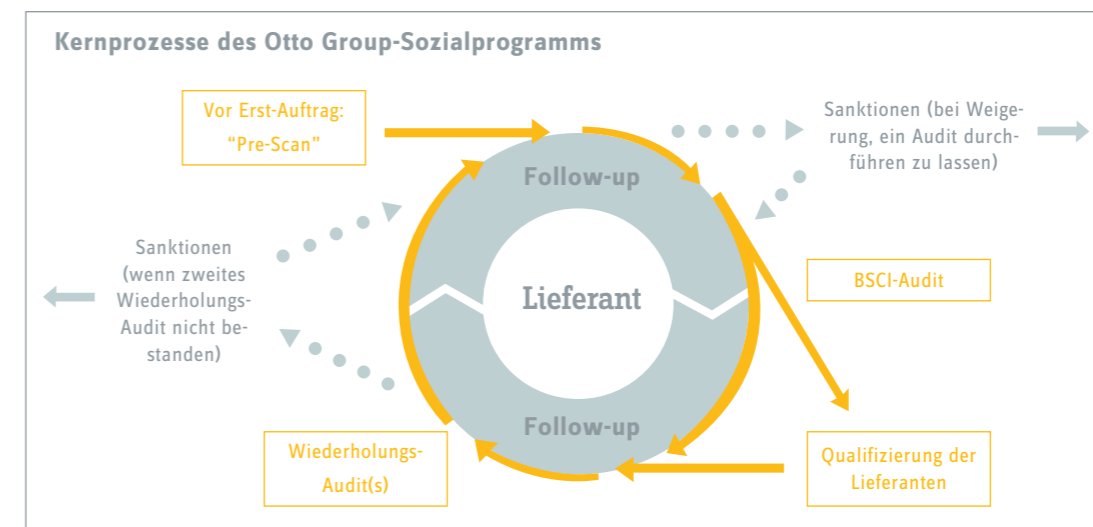 Kernprozesse des Otto Group-Sozialprogramms
Vor Erst-Auftrag:
"Pre-Scan"
Sanktionen (bei Weige-
rung, ein Audit durch-
führen zu lassen)
Follow-up
Sanktionen
(wenn zweites
Wiederholungs-
Audit nicht be-
standen)
Lieferant
BSCI-Audit
Follow-up
Wiederholungs-
Audit(s)
Qualifizierung der
Lieferanten